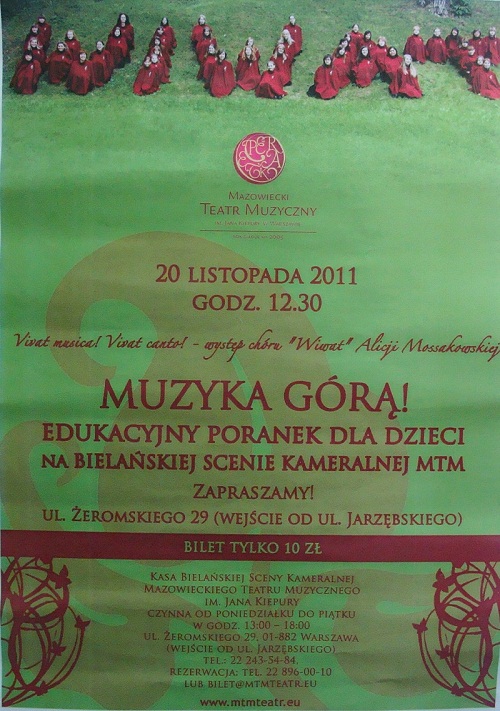 OPERETKA
MAZOWIECKI
TEATR MUZYCZNY
20 LISTOPADA 2011
GODZ. 12.30
Vivat musica! Vivat canto! - występ chóru "Wiwat" Alicji Mossakowskiej
MUZYKA GÓRĄ!
EDUKACYJNY PORANEK DLA DZIECI
NA BIELAŃSKIEJ SCENIE KAMERALNEJ MTM
ZAPRASZAMY!
UL. ŻEROMSKIEGO 29 (WEJŚCIE OD UL. JARZĘBSKIEGO)
BILET TYLKO 10 ZŁ
KASA BIELAŃSKIEJ SCENY KAMERALNEJ
MAZOWIECKIEGO TEATRU MUZYCZNEGO
IM. JANA KIEPURY
CZYNNA OD PONIEDZIAŁKU DO PIĄTKU
W GODZ. 13:00 – 18:00
UL. ŻEROMSKIEGO 29, 01-882 WARSZAWA
(WEJŚCIE OD UL. JARZĘBSKIEGO)
TEL.: 22 243-54-84.
REZERWACJA: TEL. 22 896-00-10
LUB BILET@MTMTEATR.EU
www.mtmteatr.eu